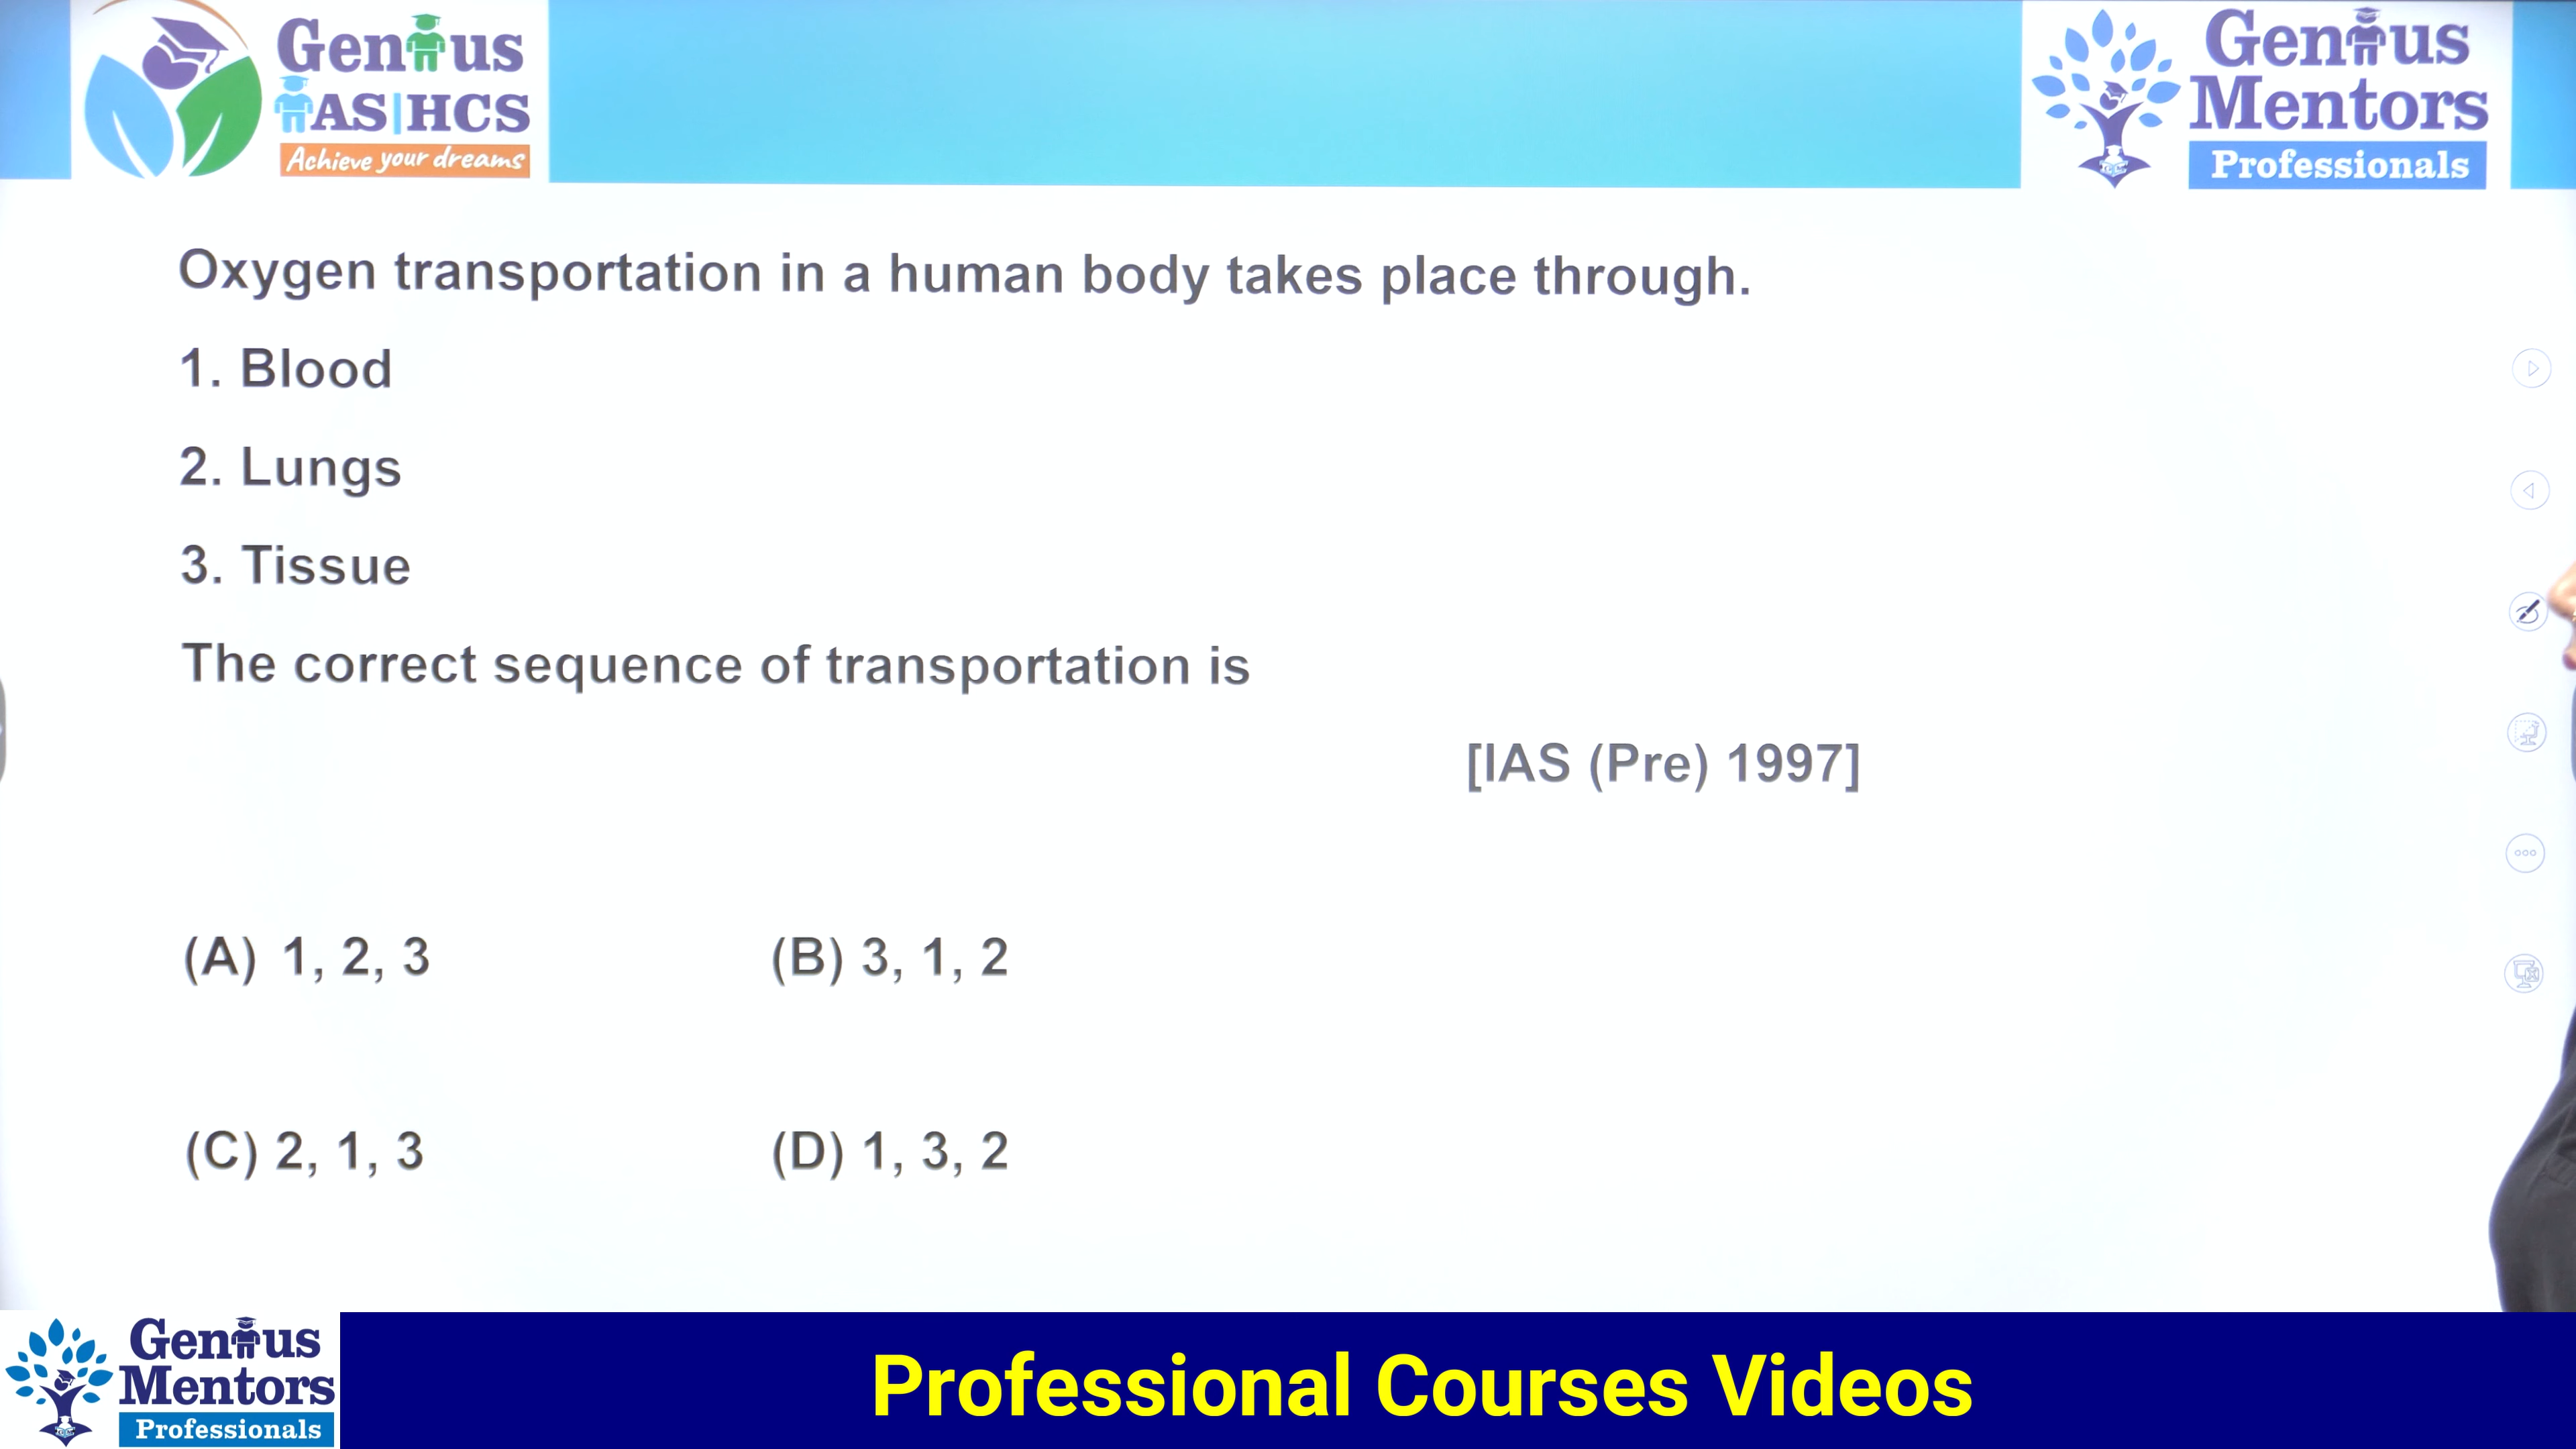 Genius
IAS|HCS
Achieve your dreams
Genius
Mentors
Professionals
Oxygen transportation in a human body takes place through.
1. Blood
2. Lungs
3. Tissue
The correct sequence of transportation is
[IAS (Pre) 1997]
(A) 1, 2, 3
(B) 3, 1, 2
(C) 2, 1, 3
(D) 1, 3, 2
Genius
Mentors
Professionals
Professional Courses Videos